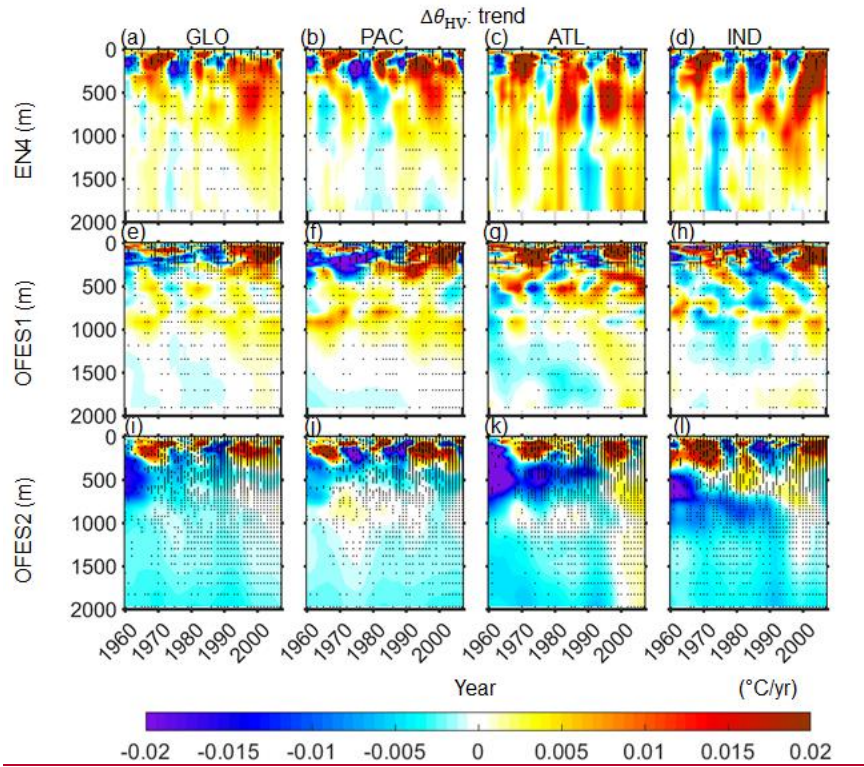 Δθ_HV: trend
(a) GLO (b) PAC (c) ATL (d) IND
0
500
1000
1500
2000
EN4 (m)
(e) (f) (g) (h)
0
500
1000
1500
2000
OFES1 (m)
(i) (j) (k) (l)
0
500
1000
1500
2000
OFES2 (m)
1960 1970 1980 1990 2000 1960 1970 1980 1990 2000 1960 1970 1980 1990 2000 1960 1970 1980 1990 2000
Year (°C/yr)
-0.02 -0.015 -0.01 -0.005 0 0.005 0.01 0.015 0.02